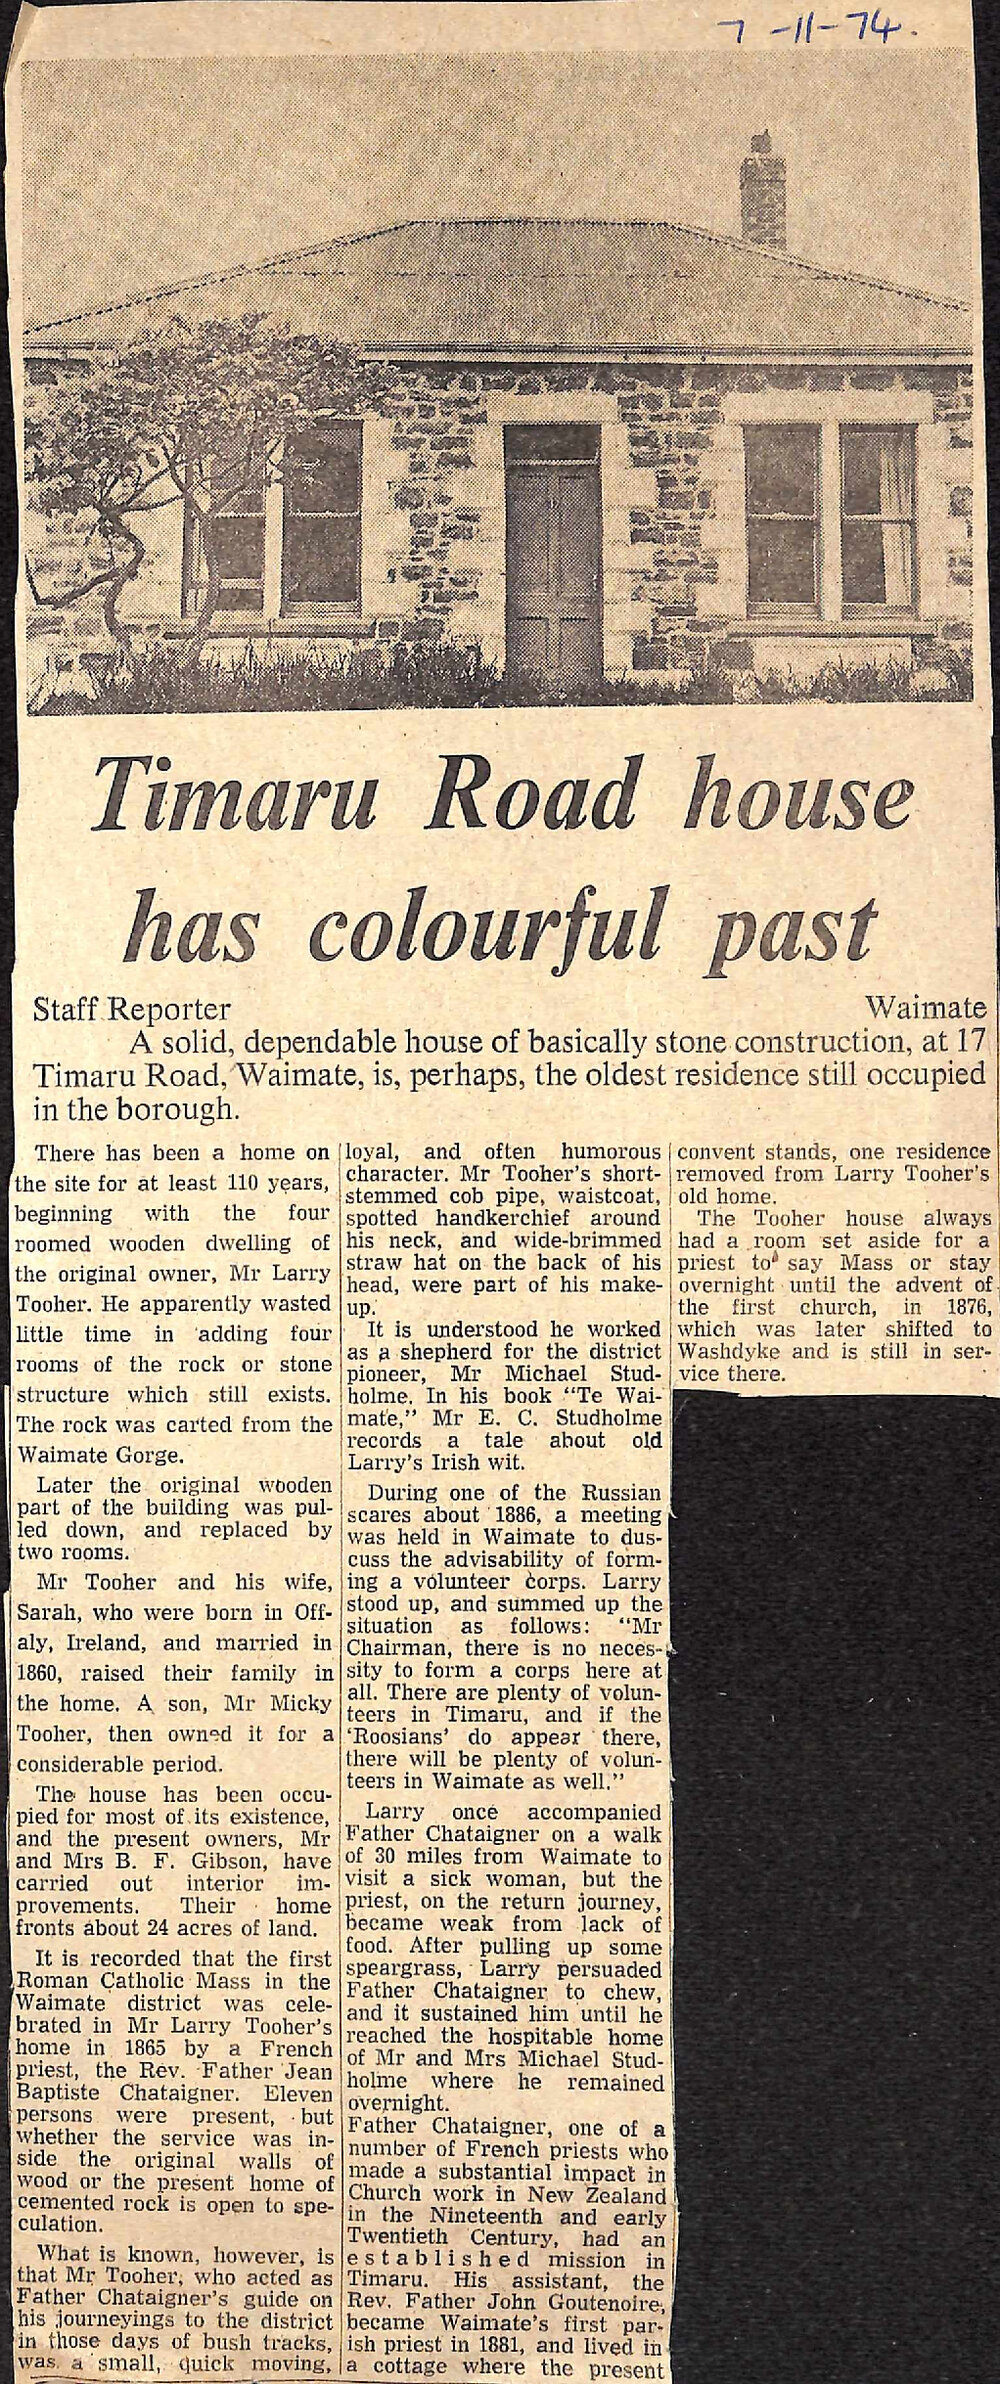 7-11-74.
Timaru Road house
has colourful past
Staff Reporter Waimate
A solid, dependable house of basically stone construction, at 17
Timaru Road, Waimate, is, perhaps, the oldest residence still occupied
in the borough.
There has been a home on
the site for at least 110 years,
beginning with the four
roomed wooden dwelling of
the original owner, Mr Larry
Tooher. He apparently wasted
little time in adding four
rooms of the rock or stone
structure which still exists.
The rock was carted from the
Waimate Gorge.
Later the original wooden
part of the building was pul-
led down, and replaced by
two rooms.
Mr Tooher and his wife,
Sarah, who were born in Off-
aly, Ireland, and married in
1860, raised their family in
the home. A son, Mr Micky
Tooher, then owned it for a
considerable period.
The house has been occu-
pied for most of its existence,
and the present owners, Mr
and Mrs B. F. Gibson, have
carried out interior im-
provements. Their home
fronts about 24 acres of land.
It is recorded that the first
Roman Catholic Mass in the
Waimate district was cele-
brated in Mr Larry Tooher's
home in 1865 by a French
priest, the Rev. Father Jean
Baptiste Chataigner. Eleven
persons were present, but
whether the service was in-
side the original walls of
wood or the present home of
cemented rock is open to spe-
culation.
What is known, however, is
that Mr Tooher, who acted as
Father Chataigner's guide on
his journeyings to the district
in those days of bush tracks,
was a small, quick moving,
loyal, and often humorous
character. Mr Tooher's short-
stemmed cob pipe, waistcoat,
spotted handkerchief around
his neck, and wide-brimmed
straw hat on the back of his
head, were part of his make-
up.
It is understood he worked
as a shepherd for the district
pioneer, Mr Michael Stud-
holme. In his book "Te Wai-
mate," Mr E. C. Studholme
records a tale about old
Larry's Irish wit.
During one of the Russian
scares about 1886, a meeting
was held in Waimate to dus-
cuss the advisability of form-
ing a volunteer corps. Larry
stood up, and summed up the
situation as follows: "Mr
Chairman, there is no neces-
sity to form a corps here at
all. There are plenty of volun-
teers in Timaru, and if the
'Roosians' do appear there,
there will be plenty of volun-
teers in Waimate as well."
Larry once accompanied
Father Chataigner on a walk
of 30 miles from Waimate to
visit a sick woman, but the
priest, on the return journey,
became weak from lack of
food. After pulling up some
speargrass, Larry persuaded
Father Chataigner to chew,
and it sustained him until he
reached the hospitable home
of Mr and Mrs Michael Stud-
holme where he remained
overnight.
Father Chataigner, one of a
number of French priests who
made a substantial impact in
Church work in New Zealand
in the Nineteenth and early
Twentieth Century, had an
established mission in
Timaru. His assistant, the
Rev. Father John Goutenoire,
became Waimate's first par-
ish priest in 1881, and lived in
a cottage where the present
convent stands, one residence
removed from Larry Tooher's
old home.
The Tooher house always
had a room set aside for a
priest to say Mass or stay
overnight until the advent of
the first church, in 1876,
which was later shifted to
Washdyke and is still in ser-
vice there.